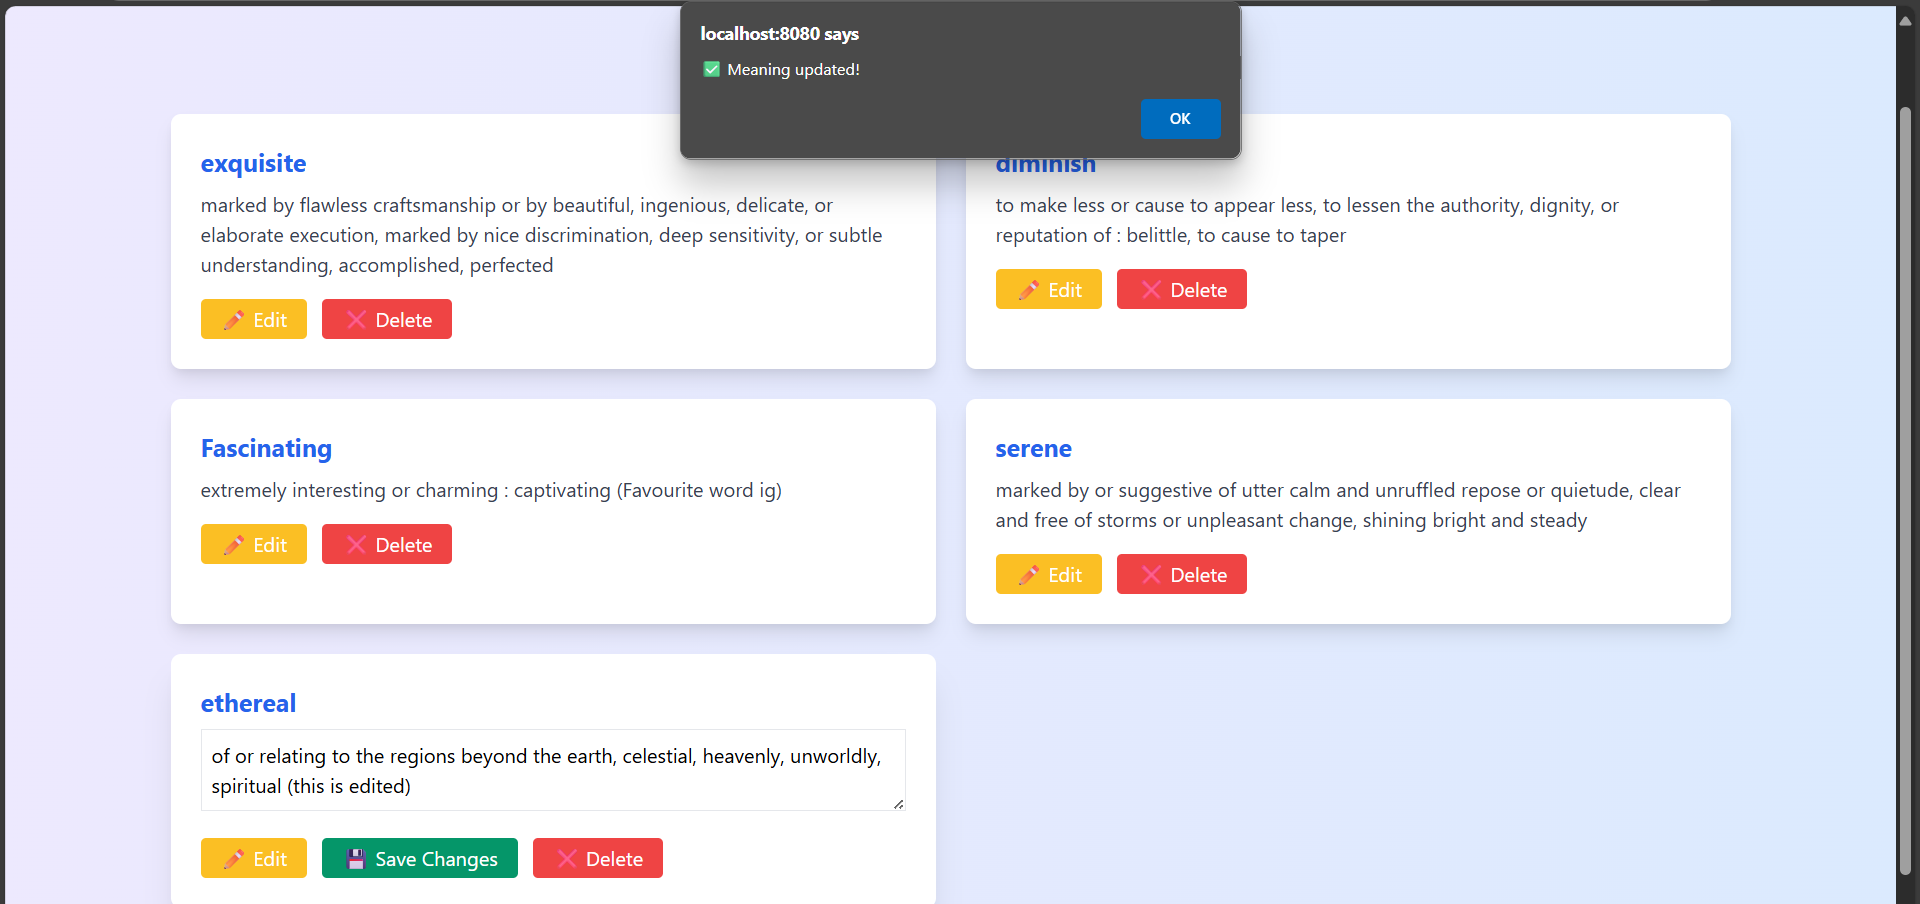 localhost:8080 says
✅ Meaning updated!
OK
exquisite
marked by flawless craftsmanship or by beautiful, ingenious, delicate, or
elaborate execution, marked by nice discrimination, deep sensitivity, or subtle
understanding, accomplished, perfected
✏️ Edit
❌ Delete
diminish
to make less or cause to appear less, to lessen the authority, dignity, or
reputation of : belittle, to cause to taper
✏️ Edit
❌ Delete
Fascinating
extremely interesting or charming : captivating (Favourite word ig)
✏️ Edit
❌ Delete
serene
marked by or suggestive of utter calm and unruffled repose or quietude, clear
and free of storms or unpleasant change, shining bright and steady
✏️ Edit
❌ Delete
ethereal
of or relating to the regions beyond the earth, celestial, heavenly, unworldly,
spiritual (this is edited)
✏️ Edit
💾 Save Changes
❌ Delete